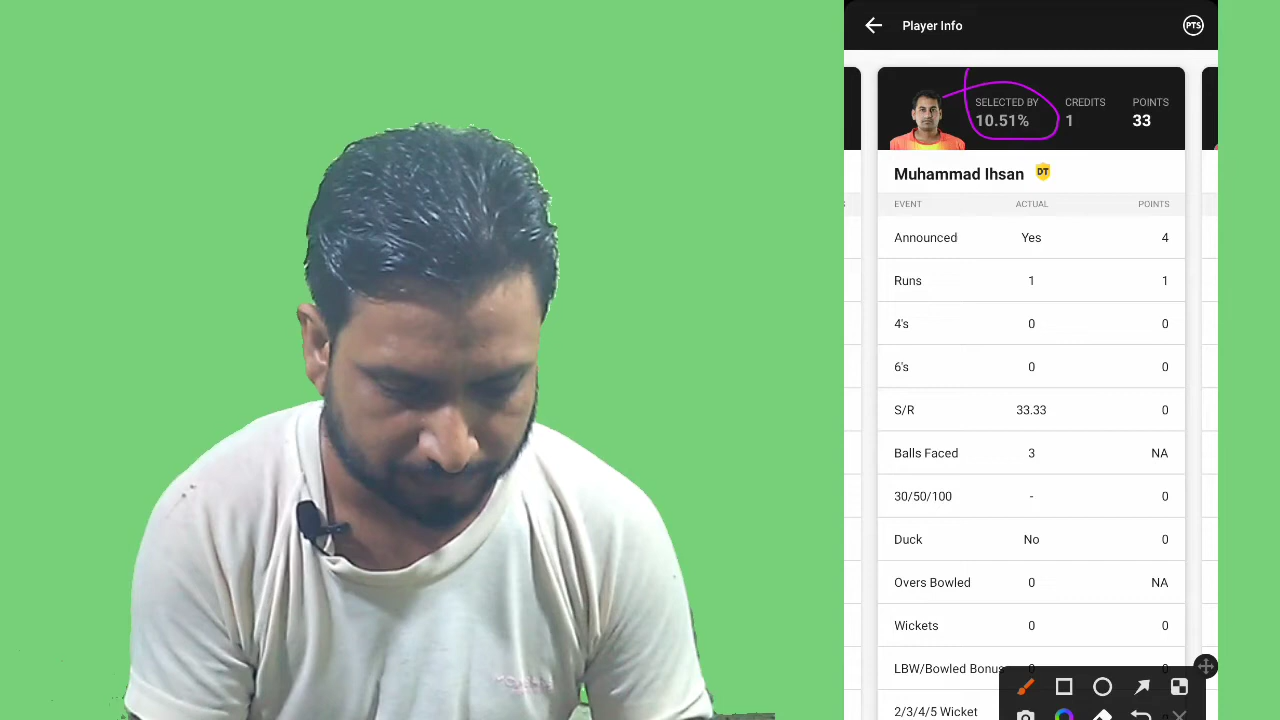 Player Info
PTS
SELECTED BY CREDITS POINTS
10.51% 1 33
Muhammad Ihsan DT
EVENT ACTUAL POINTS
Announced Yes 4
Runs 1 1
4's 0 0
6's 0 0
S/R 33.33 0
Balls Faced 3 NA
30/50/100 - 0
Duck No 0
Overs Bowled 0 NA
Wickets 0 0
LBW/Bowled Bonus 0 0
2/3/4/5 Wicket